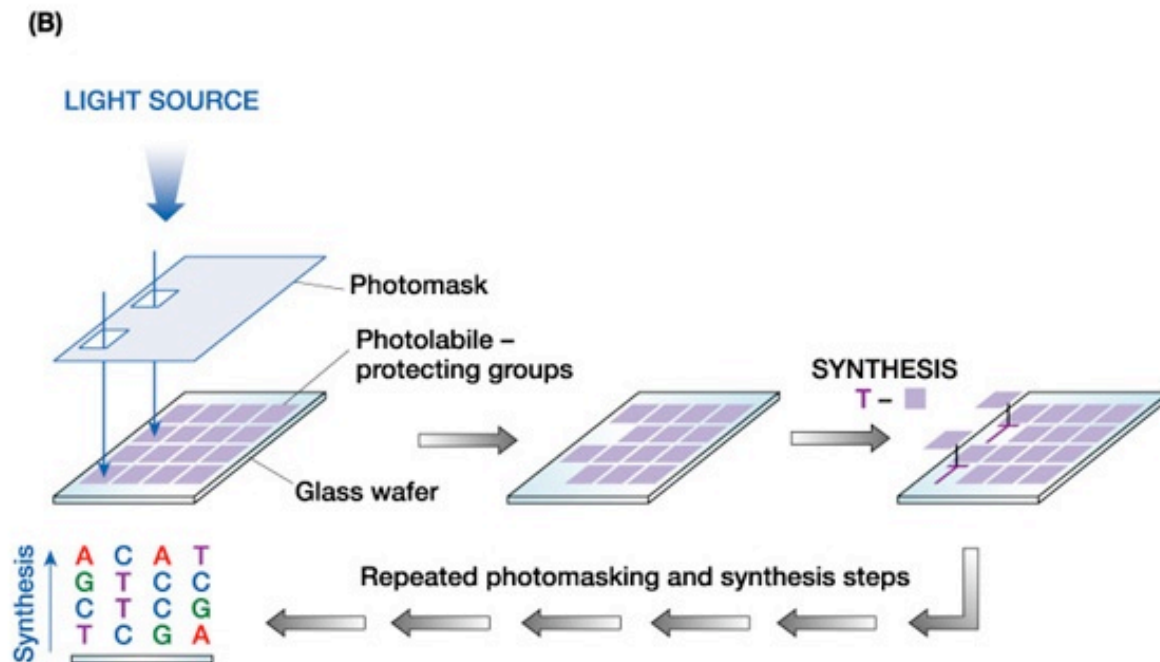 (B)
LIGHT SOURCE
Photomask
Photolabile –
protecting groups
Glass wafer
SYNTHESIS
T –
Repeated photomasking and synthesis steps
Synthesis
A C A T
G T C C
C T C G
T C G A